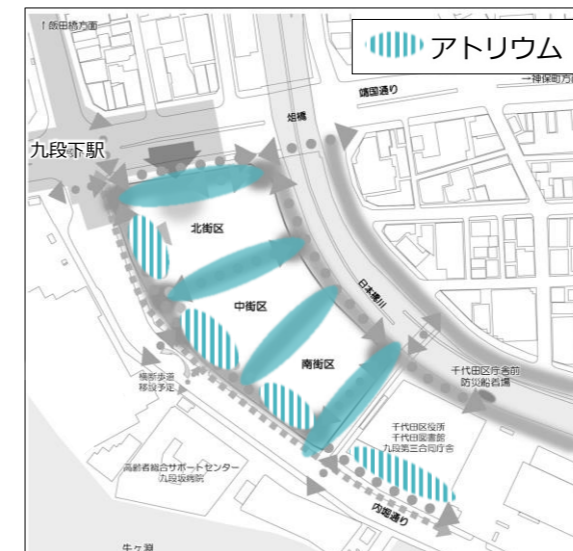 ↑飯田橋方面
アトリウム
靖国通り
→神保町方
俎橋
九段下駅
北街区
日本橋川
中街区
南街区
横断歩道
移設予定
千代田区庁舎前
防災船着場
千代田区役所
千代田図書館
九段第三合同庁舎
高齢者総合サポートセンター
九段坂病院
内堀通り
牛ヶ淵